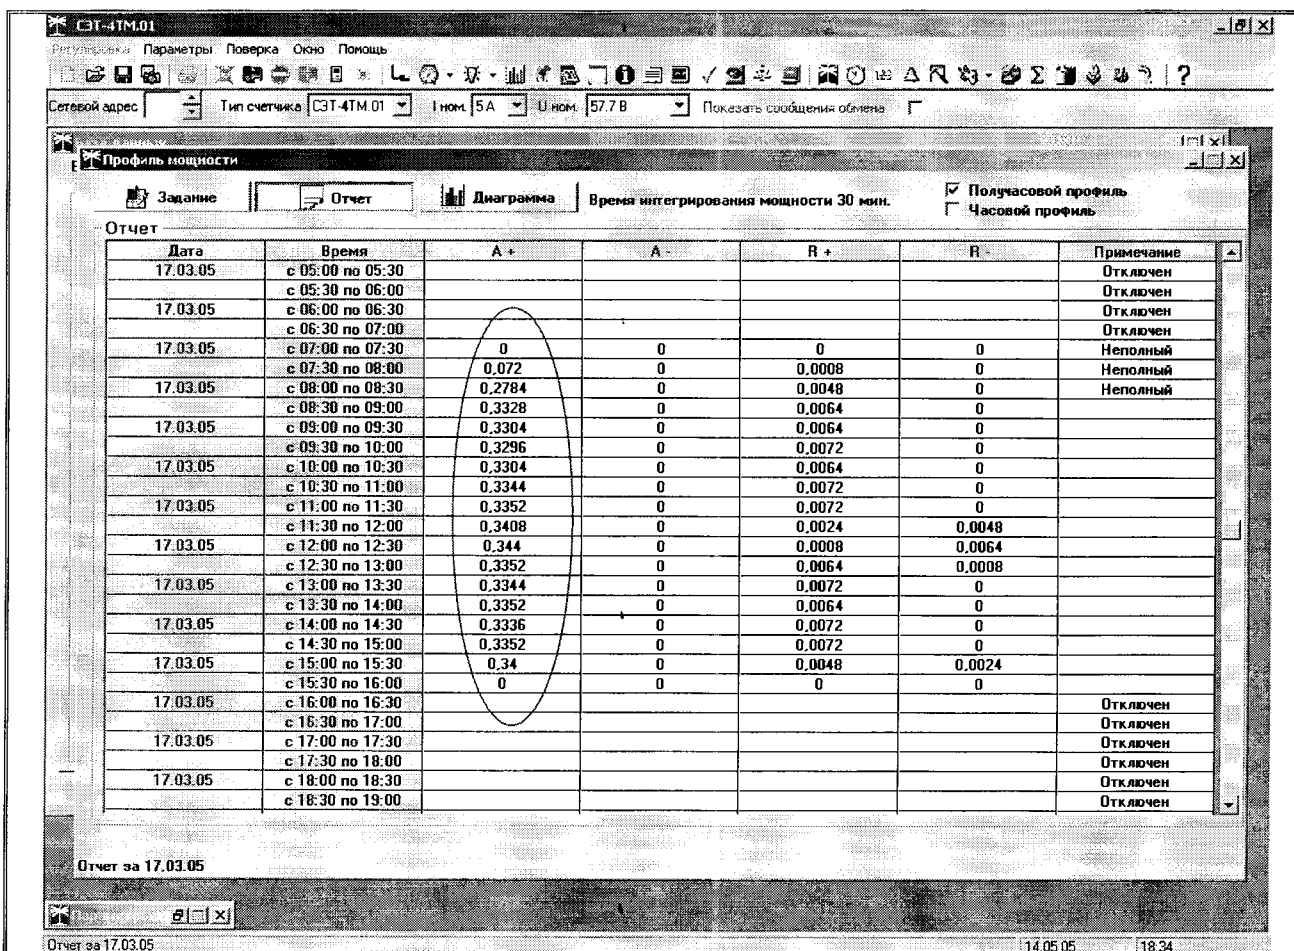 СЭТ-4ТМ.01
Регулировка Параметры Поверка Окно Помощь
Сетевой адрес Тип счетчика СЭТ-4ТМ.01 I ном. 5 А U ном. 57.7 В Показать сообщения обмена
Профиль мощности
Задание Отчет Диаграмма Время интегрирования мощности 30 мин. Получасовой профиль
Часовой профиль
Отчет
Дата Время A + A - R + R - Примечание
17.03.05 с 05:00 по 05:30 Отключен
с 05:30 по 06:00 Отключен
17.03.05 с 06:00 по 06:30 Отключен
с 06:30 по 07:00 Отключен
17.03.05 с 07:00 по 07:30 0 0 0 0 Неполный
с 07:30 по 08:00 0,072 0 0,0008 0 Неполный
17.03.05 с 08:00 по 08:30 0,2784 0 0,0048 0 Неполный
с 08:30 по 09:00 0,3328 0 0,0064 0
17.03.05 с 09:00 по 09:30 0,3304 0 0,0064 0
с 09:30 по 10:00 0,3296 0 0,0072 0
17.03.05 с 10:00 по 10:30 0,3304 0 0,0064 0
с 10:30 по 11:00 0,3344 0 0,0072 0
17.03.05 с 11:00 по 11:30 0,3352 0 0,0072 0
с 11:30 по 12:00 0,3408 0 0,0024 0,0048
17.03.05 с 12:00 по 12:30 0,344 0 0,0008 0,0064
с 12:30 по 13:00 0,3352 0 0,0064 0,0008
17.03.05 с 13:00 по 13:30 0,3344 0 0,0072 0
с 13:30 по 14:00 0,3352 0 0,0064 0
17.03.05 с 14:00 по 14:30 0,3336 0 0,0072 0
с 14:30 по 15:00 0,3352 0 0,0072 0
17.03.05 с 15:00 по 15:30 0,34 0 0,0048 0,0024
с 15:30 по 16:00 0 0 0 0
17.03.05 с 16:00 по 16:30 Отключен
с 16:30 по 17:00 Отключен
17.03.05 с 17:00 по 17:30 Отключен
с 17:30 по 18:00 Отключен
17.03.05 с 18:00 по 18:30 Отключен
с 18:30 по 19:00 Отключен
Отчет за 17.03.05
Отчет за 17.03.05 14.05.05 18:34